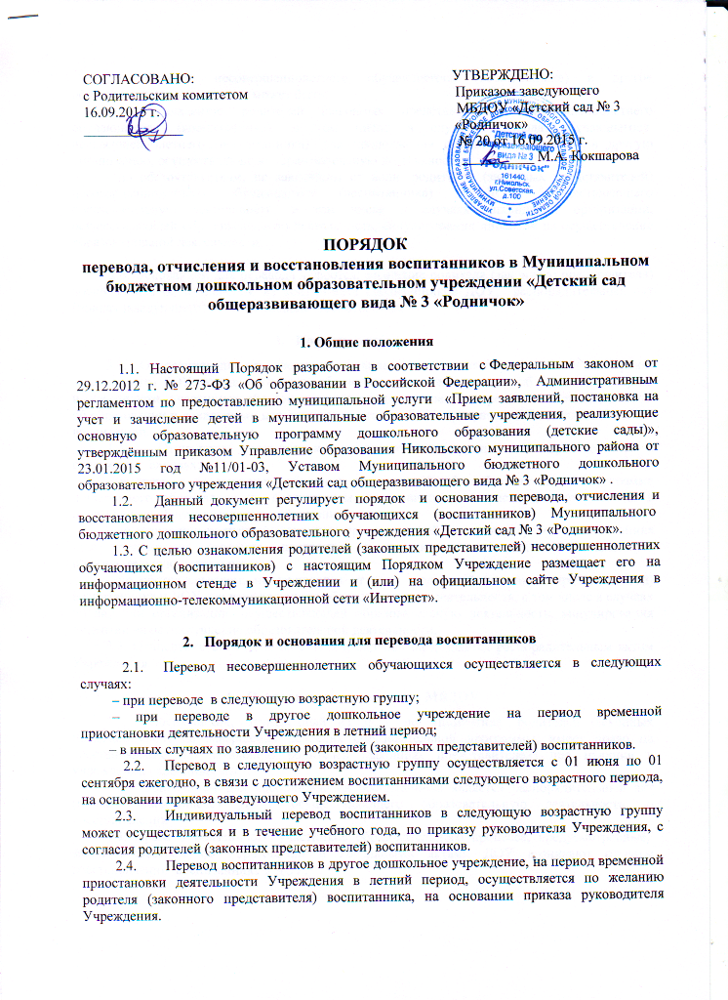 СОГЛАСОВАНО:
с Родительским комитетом
16.09.2015 г.
УТВЕРЖДЕНО:
Приказом заведующего
МБДОУ «Детский сад № 3
«Родничок»
№ 20 от 16.09.2015 г.
М.А. Кокшарова
"Детский сад
общеразвивающего
вида № 3
"РОДНИЧОК"
161440,
г.Никольск,
ул.Советская,
д.100
ПОРЯДОК
перевода, отчисления и восстановления воспитанников в Муниципальном
бюджетном дошкольном образовательном учреждении «Детский сад
общеразвивающего вида № 3 «Родничок»
1. Общие положения
1.1. Настоящий Порядок разработан в соответствии с Федеральным законом от
29.12.2012 г. № 273-ФЗ «Об образовании в Российской Федерации», Административным
регламентом по предоставлению муниципальной услуги «Прием заявлений, постановка на
учет и зачисление детей в муниципальные образовательные учреждения, реализующие
основную образовательную программу дошкольного образования (детские сады)»,
утверждённым приказом Управление образования Никольского муниципального района от
23.01.2015 год №11/01-03, Уставом Муниципального бюджетного дошкольного
образовательного учреждения «Детский сад общеразвивающего вида № 3 «Родничок» .
1.2. Данный документ регулирует порядок и основания перевода, отчисления и
восстановления несовершеннолетних обучающихся (воспитанников) Муниципального
бюджетного дошкольного образовательного учреждения «Детский сад № 3 «Родничок».
1.3. С целью ознакомления родителей (законных представителей) несовершеннолетних
обучающихся (воспитанников) с настоящим Порядком Учреждение размещает его на
информационном стенде в Учреждении и (или) на официальном сайте Учреждения в
информационно-телекоммуникационной сети «Интернет».
2. Порядок и основания для перевода воспитанников
2.1. Перевод несовершеннолетних обучающихся осуществляется в следующих
случаях:
– при переводе в следующую возрастную группу;
– при переводе в другое дошкольное учреждение на период временной
приостановки деятельности Учреждения в летний период;
– в иных случаях по заявлению родителей (законных представителей) воспитанников.
2.2. Перевод в следующую возрастную группу осуществляется с 01 июня по 01
сентября ежегодно, в связи с достижением воспитанниками следующего возрастного периода,
на основании приказа заведующего Учреждением.
2.3. Индивидуальный перевод воспитанников в следующую возрастную группу
может осуществляться и в течение учебного года, по приказу руководителя Учреждения, с
согласия родителей (законных представителей) воспитанников.
2.4. Перевод воспитанников в другое дошкольное учреждение, на период временной
приостановки деятельности Учреждения в летний период, осуществляется по желанию
родителя (законного представителя) воспитанника, на основании приказа руководителя
Учреждения.